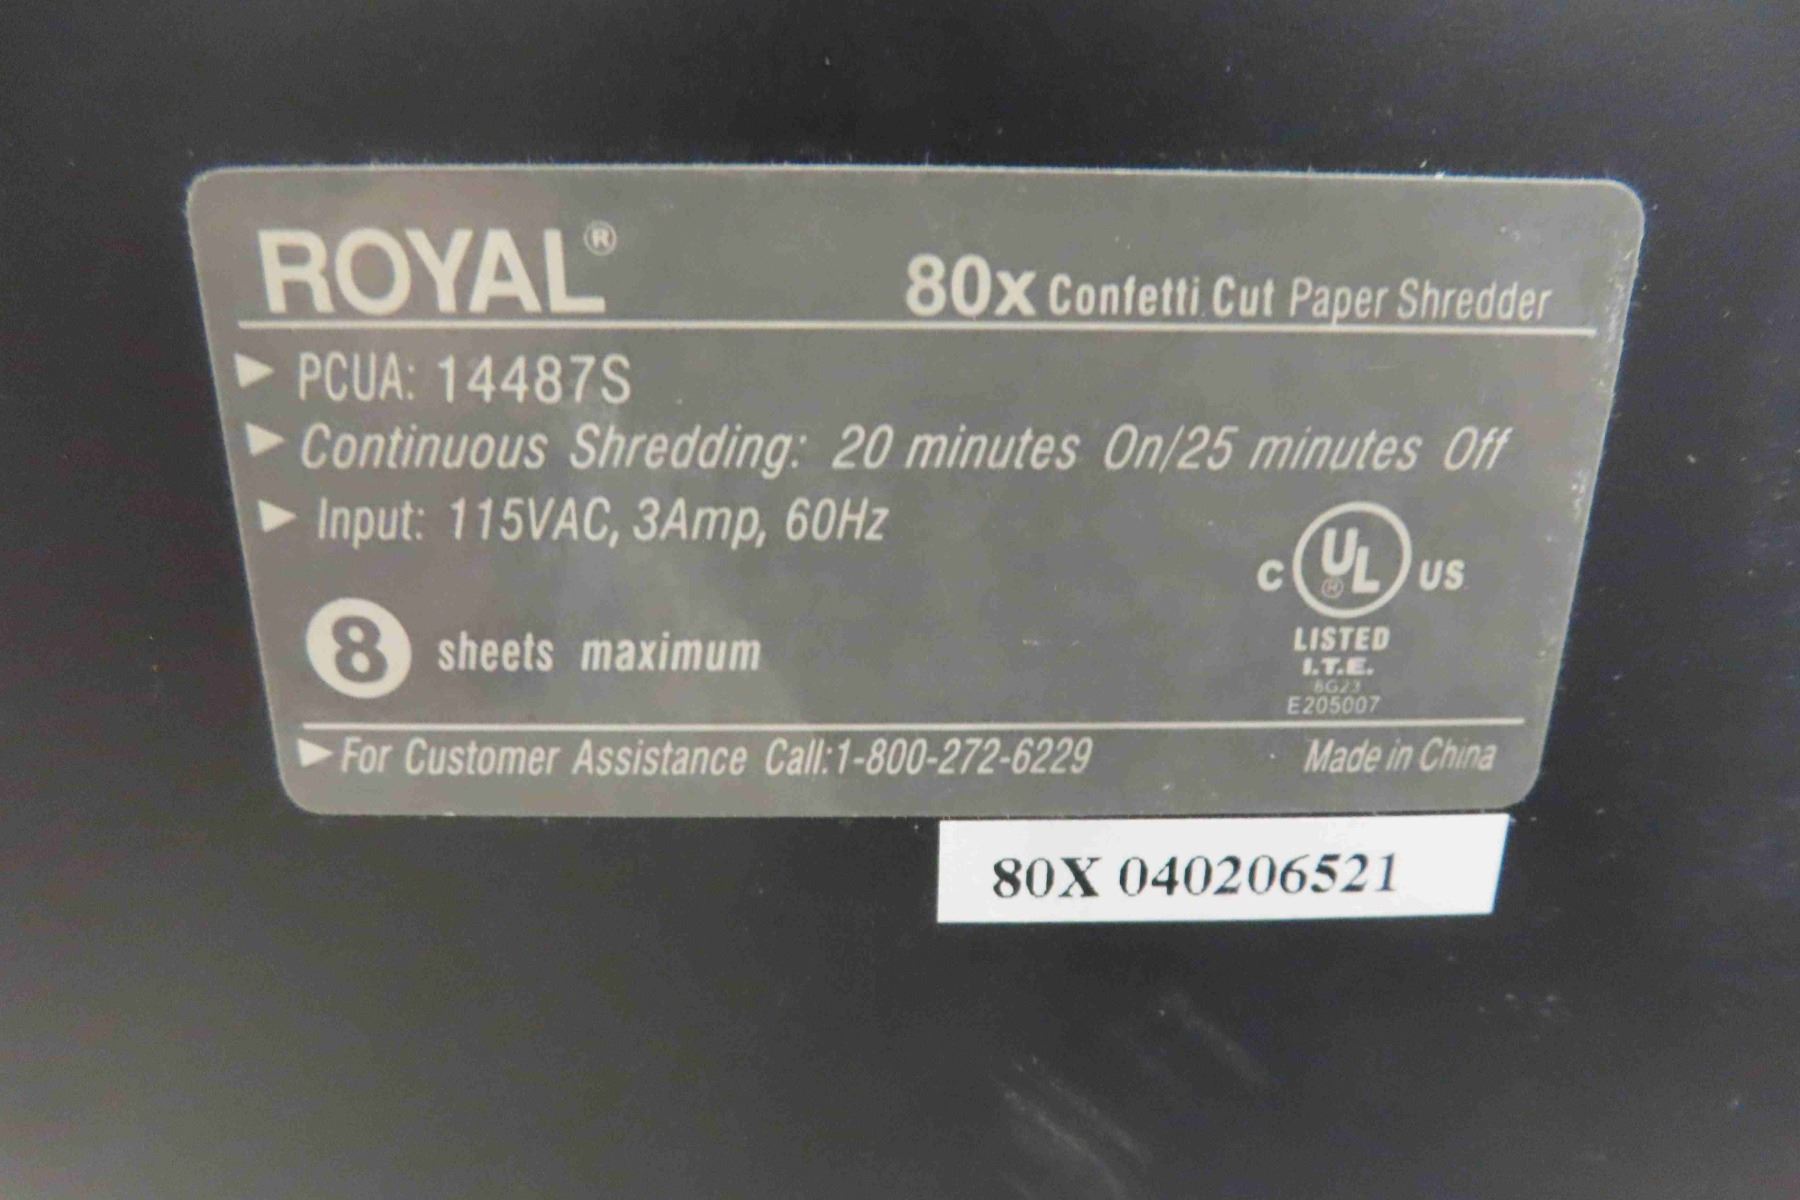 ROYAL®
80x Confetti Cut Paper Shredder
PCUA: 14487S
Continuous Shredding: 20 minutes On/25 minutes Off
Input: 115VAC, 3Amp, 60Hz
C UL® US
LISTED
I.T.E.
8G23
E205007
8 sheets maximum
For Customer Assistance Call:1-800-272-6229
Made in China
80X 040206521